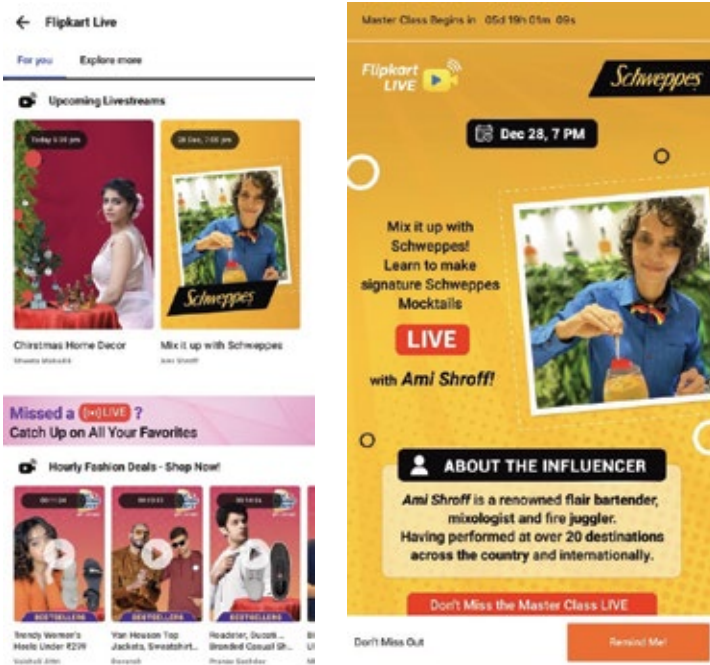 Flipkart Live
For you
Explore more
Upcoming Livestreams
Today 5:30 pm
28 Dec, 7:00 pm
Schweppes
Chirstmas Home Decor
Mix it up with Schweppes
Ami Shroff
Missed a LIVE ?
Catch Up on All Your Favorites
Hourly Fashion Deals - Shop Now!
BESTSELLERS
BESTSELLERS
BESTSELLERS
Trendy Women's
Heels Under ₹299
Van Heusen Top
Jackets, Sweatshirt...
Roadster, Ducati...
Branded Casual Sh...
Master Class Begins in 05d 19h 01m 09s
Flipkart
LIVE
Schweppes
Dec 28, 7 PM
Mix it up with
Schweppes!
Learn to make
signature Schweppes
Mocktails
LIVE
with Ami Shroff!
ABOUT THE INFLUENCER
Ami Shroff is a renowned flair bartender,
mixologist and fire juggler.
Having performed at over 20 destinations
across the country and internationally.
Don't Miss the Master Class LIVE
Don't Miss Out
Remind Me!